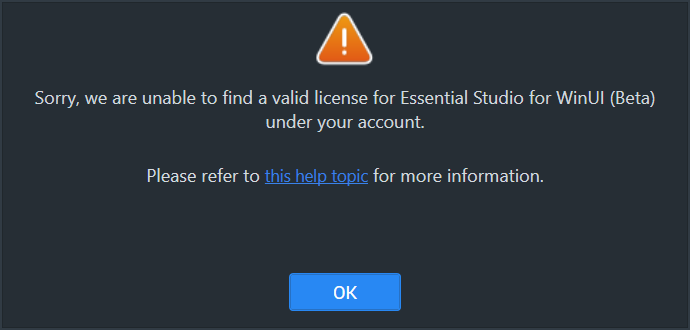 Sorry, we are unable to find a valid license for Essential Studio for WinUI (Beta)
under your account.
Please refer to this help topic for more information.
OK